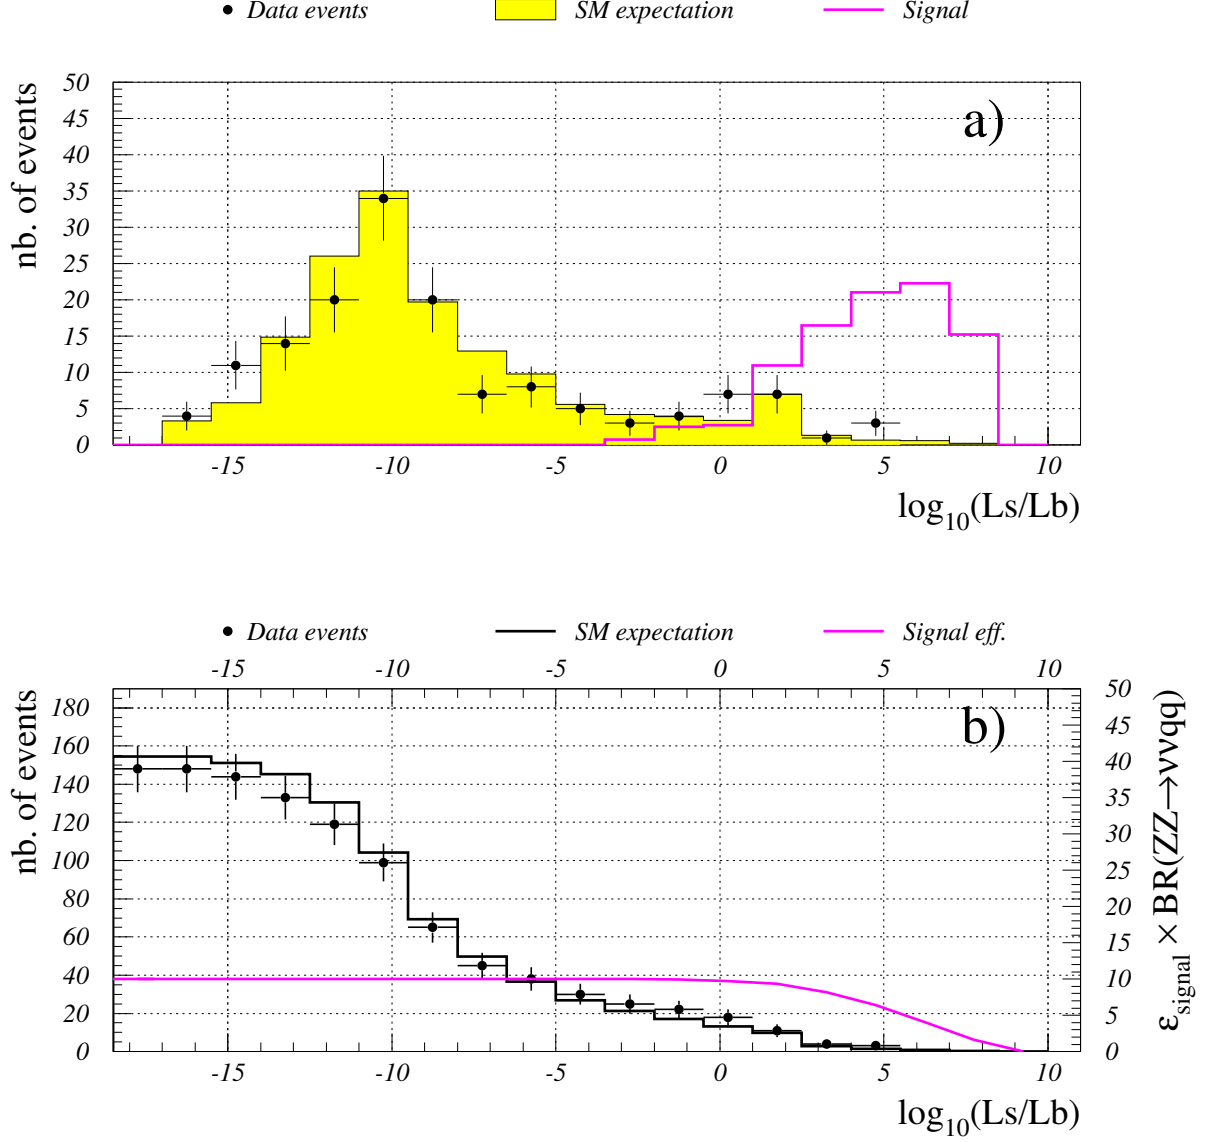 Data events SM expectation Signal
50
45
40
35
30
25
20
15
10
5
0
nb. of events
a)
-15 -10 -5 0 5 10
log10(Ls/Lb)
Data events SM expectation Signal eff.
-15 -10 -5 0 5 10
180
160
140
120
100
80
60
40
20
0
nb. of events
b)
50
45
40
35
30
25
20
15
10
5
0
εsignal × BR(ZZ→ννqq)
-15 -10 -5 0 5 10
log10(Ls/Lb)